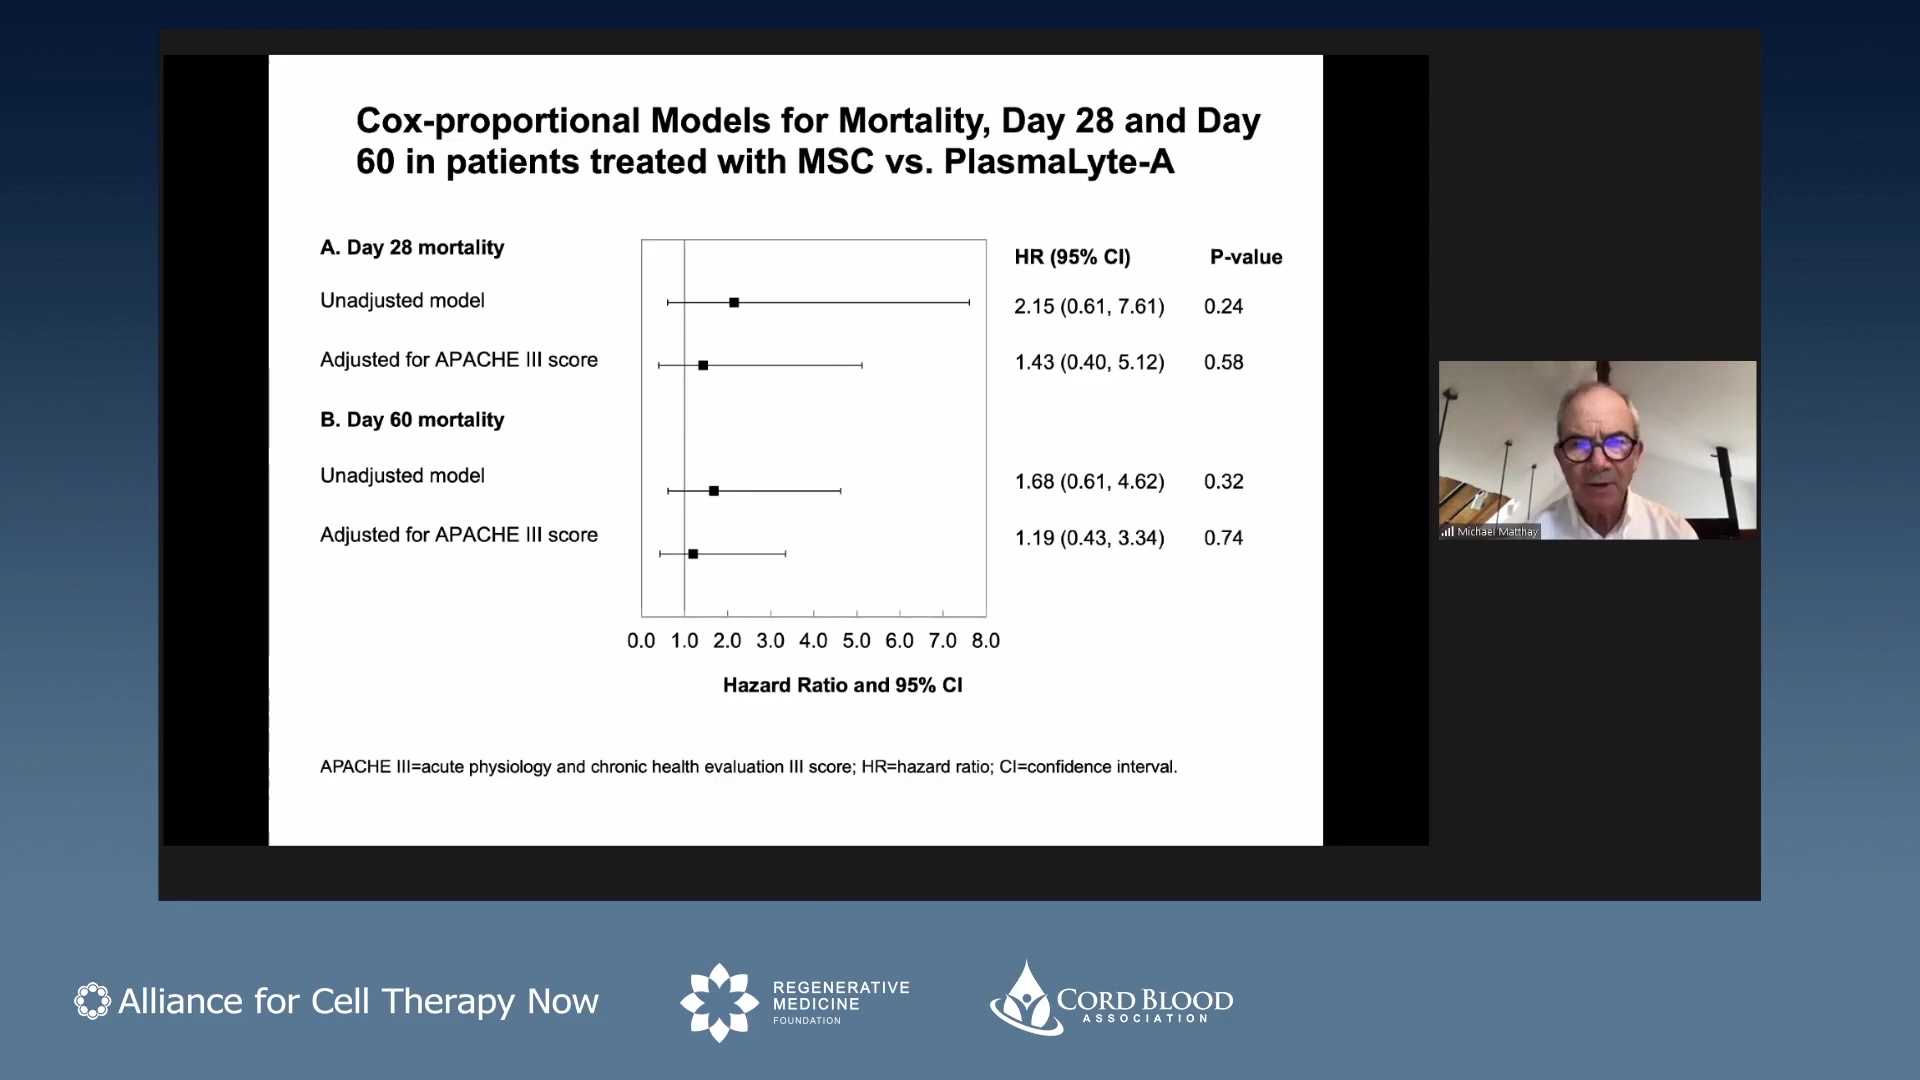 Cox-proportional Models for Mortality, Day 28 and Day
60 in patients treated with MSC vs. PlasmaLyte-A
A. Day 28 mortality
HR (95% CI) P-value
Unadjusted model 2.15 (0.61, 7.61) 0.24
Adjusted for APACHE III score 1.43 (0.40, 5.12) 0.58
B. Day 60 mortality
Unadjusted model 1.68 (0.61, 4.62) 0.32
Adjusted for APACHE III score 1.19 (0.43, 3.34) 0.74
0.0 1.0 2.0 3.0 4.0 5.0 6.0 7.0 8.0
Hazard Ratio and 95% CI
APACHE III=acute physiology and chronic health evaluation III score; HR=hazard ratio; CI=confidence interval.
Michael Matthay
Alliance for Cell Therapy Now
REGENERATIVE
MEDICINE
FOUNDATION
CORD BLOOD
ASSOCIATION